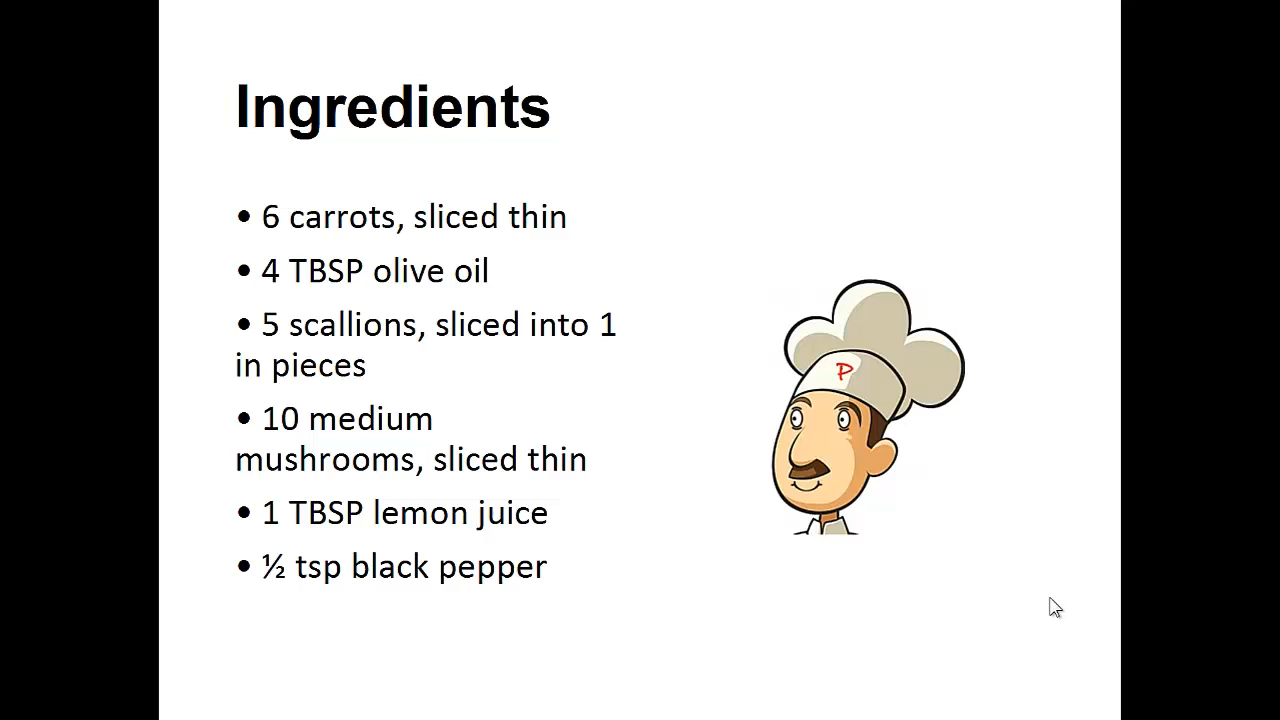 Ingredients
• 6 carrots, sliced thin
• 4 TBSP olive oil
• 5 scallions, sliced into 1
in pieces
• 10 medium
mushrooms, sliced thin
• 1 TBSP lemon juice
• ½ tsp black pepper
P